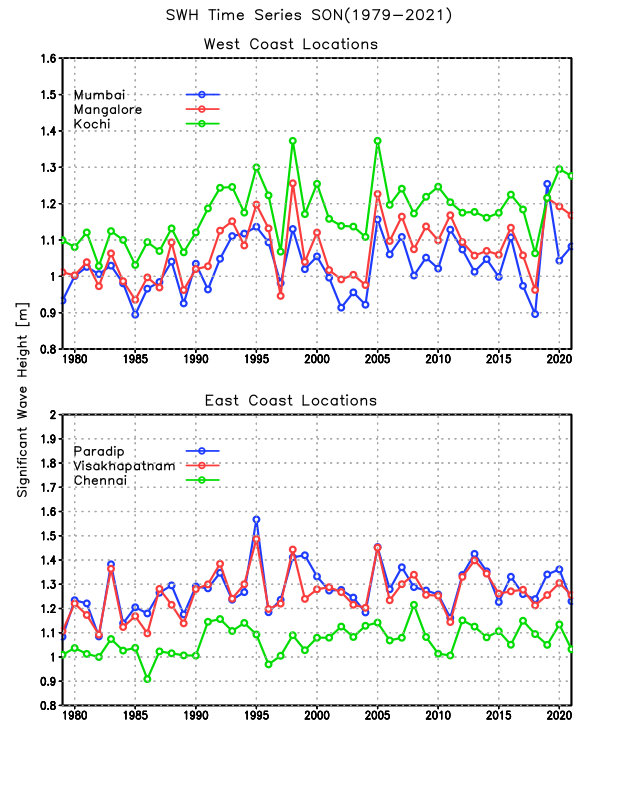 SWH Time Series SON(1979−2021)
West Coast Locations
1.6
1.5
1.4
1.3
1.2
1.1
1
0.9
0.8
Mumbai
Mangalore
Kochi
1980 1985 1990 1995 2000 2005 2010 2015 2020
Significant Wave Height [m]
East Coast Locations
2
1.9
1.8
1.7
1.6
1.5
1.4
1.3
1.2
1.1
1
0.9
0.8
Paradip
Visakhapatnam
Chennai
1980 1985 1990 1995 2000 2005 2010 2015 2020